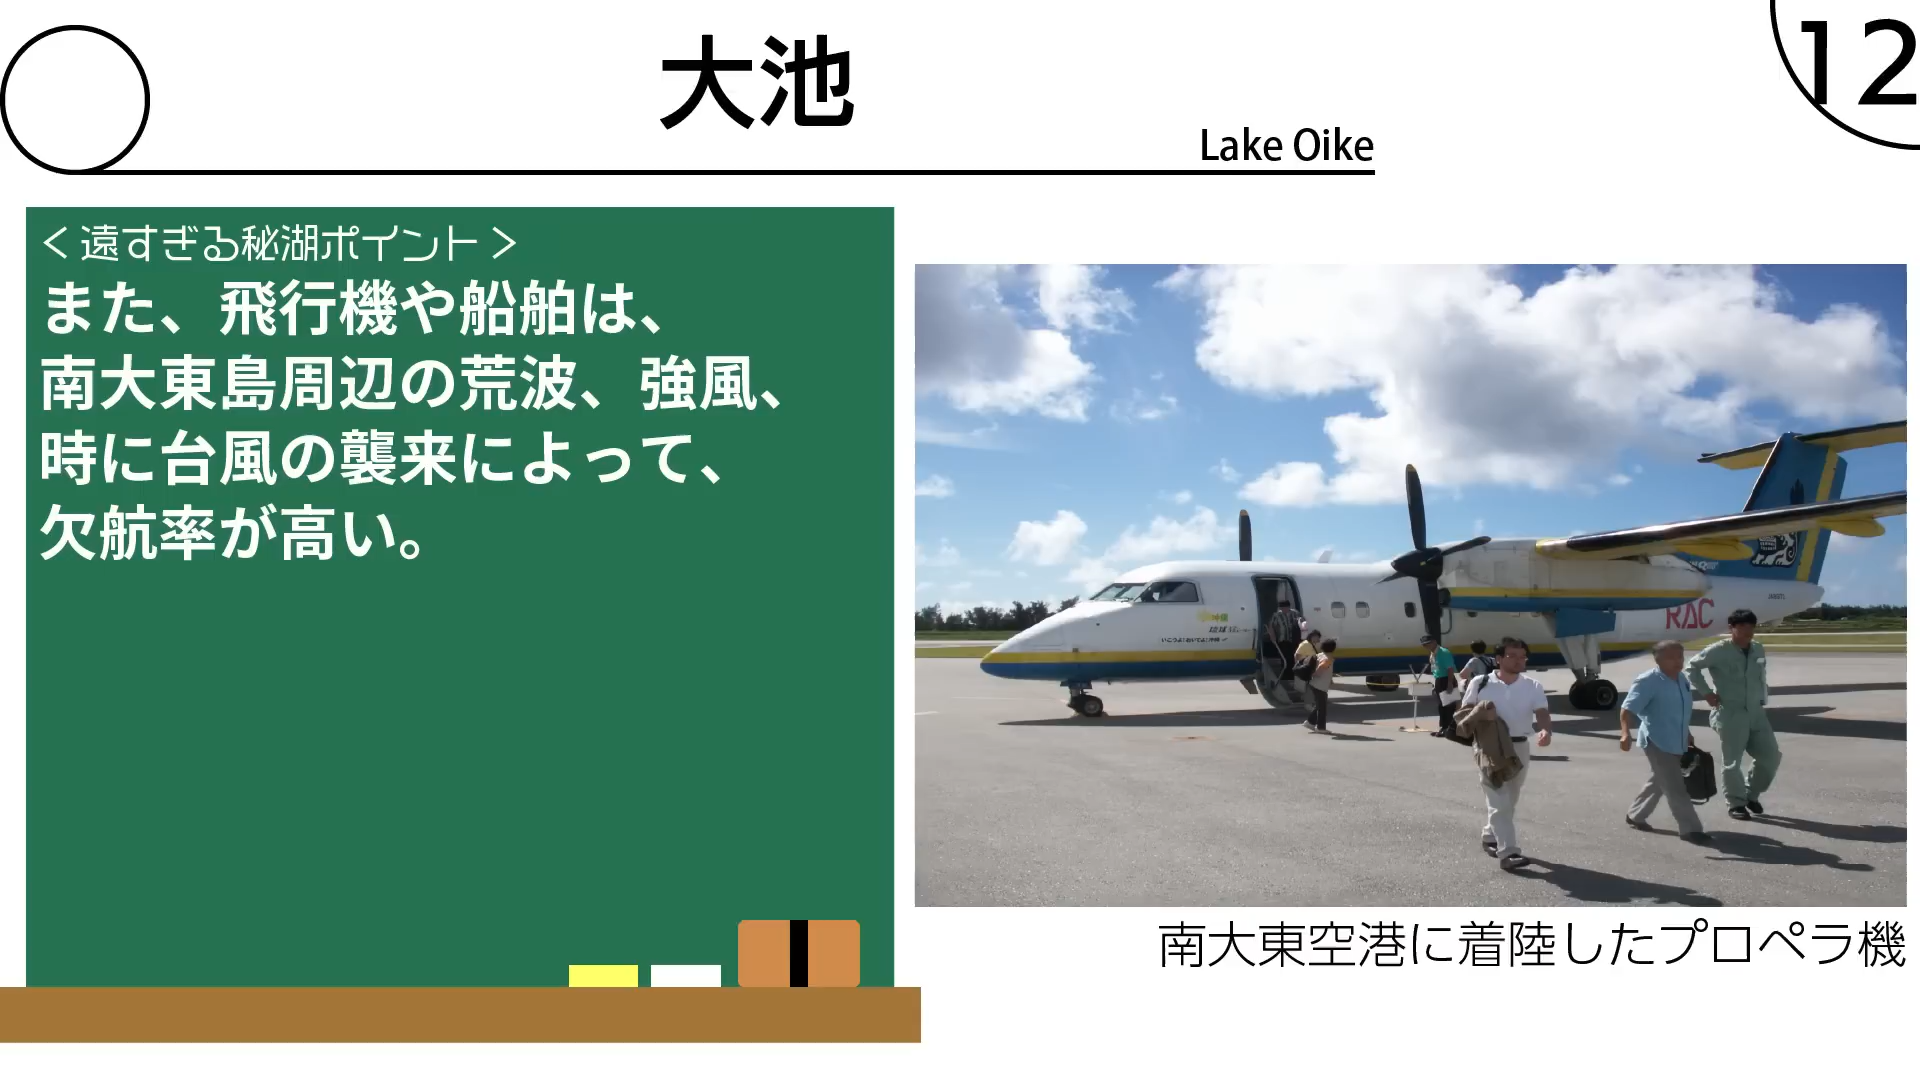 大池
Lake Oike
12
＜遠すぎる秘湖ポイント＞
また、飛行機や船舶は、
南大東島周辺の荒波、強風、
時に台風の襲来によって、
欠航率が高い。
RAC
南大東空港に着陸したプロペラ機